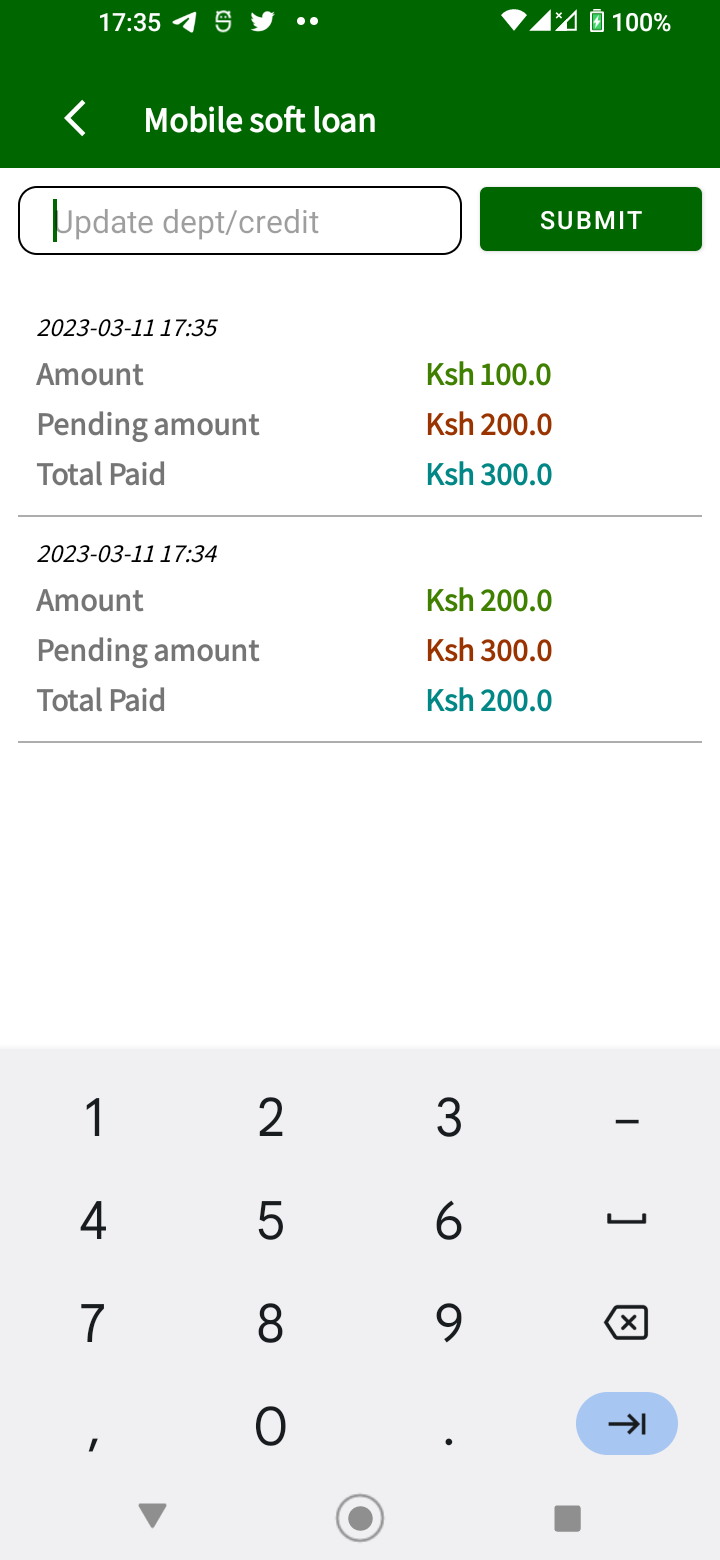 17:35 100%
Mobile soft loan
Update dept/credit SUBMIT
2023-03-11 17:35
Amount Ksh 100.0
Pending amount Ksh 200.0
Total Paid Ksh 300.0
2023-03-11 17:34
Amount Ksh 200.0
Pending amount Ksh 300.0
Total Paid Ksh 200.0
1 2 3 –
4 5 6
7 8 9
, 0 .